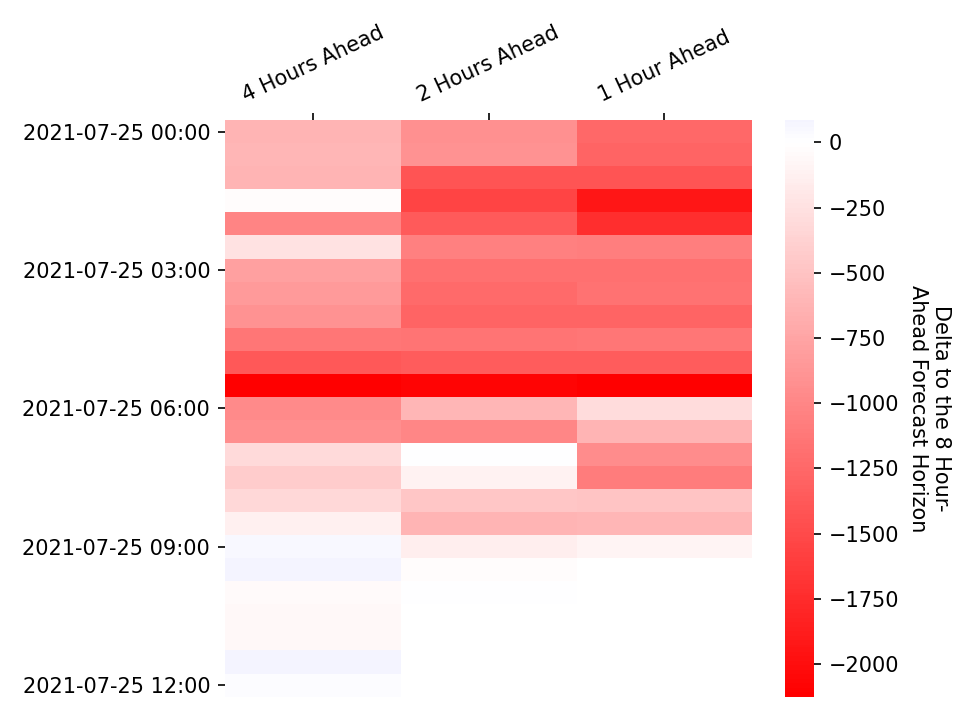 4 Hours Ahead
2 Hours Ahead
1 Hour Ahead
2021-07-25 00:00
2021-07-25 03:00
2021-07-25 06:00
2021-07-25 09:00
2021-07-25 12:00
0
−250
−500
−750
−1000
−1250
−1500
−1750
−2000
Delta to the 8 Hour-
Ahead Forecast Horizon